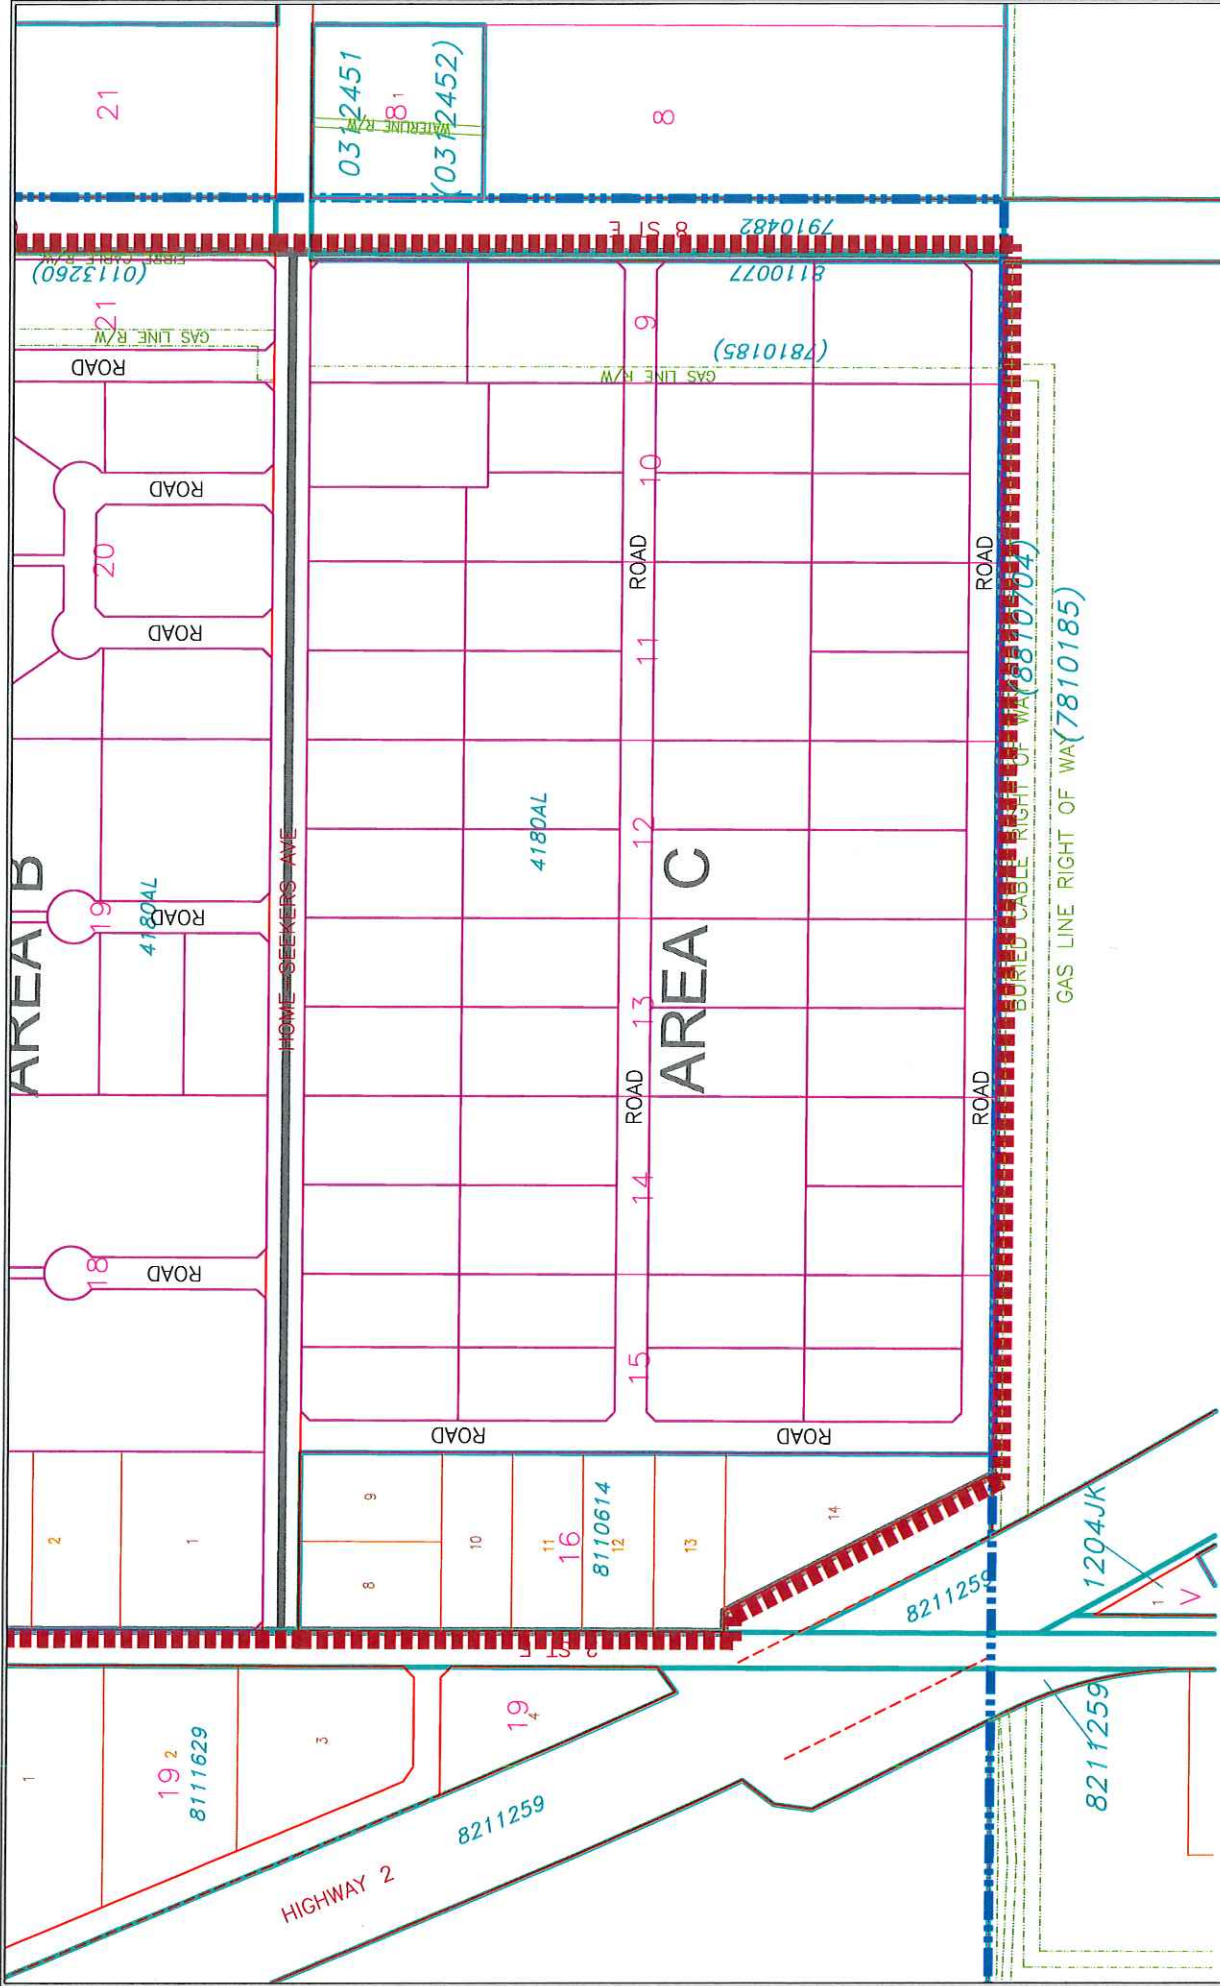 21
0312451
8 1
WATERLINE R/W
(0312452)
8
8 ST E
7910482
FIBRE CABLE R/W
(0113260)
8110077
21
GAS LINE R/W
ROAD
9
(7810185)
GAS LINE R/W
10
ROAD
20
ROAD
ROAD
ROAD
(8810704)
BURIED CABLE RIGHT OF WAY
(7810185)
GAS LINE RIGHT OF WAY
ROAD
11
12
4180AL
AREA B
19
4180AL
ROAD
HOME SEEKERS AVE
AREA C
13
ROAD
ROAD
14
18
ROAD
15
ROAD
ROAD
2
1
9
8
10
11
16
12
8110614
13
14
2 ST E
8211259
1204JK
1
V
1
19 2
8111629
3
19
4
8211259
8211259
HIGHWAY 2